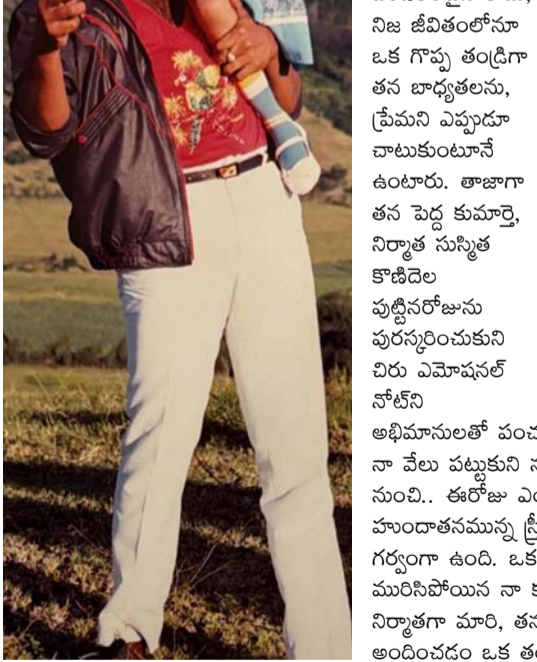 నిజ జీవితంలోనూ
ఒక గొప్ప తండ్రిగా
తన బాధ్యతలను,
ప్రేమని ఎప్పుడూ
చాటుకుంటూనే
ఉంటారు. తాజాగా
తన పెద్ద కుమార్తె,
నిర్మాత సుస్మిత
కొణిదెల
పుట్టినరోజును
పురస్కరించుకుని
చిరు ఎమోషనల్
నోట్‌ని
అభిమానులతో
నా వేలు పట్టుకుని
నుంచి.. ఈరోజు
హుందాతనమున్న
గర్వంగా ఉంది. ఒక
మురిసిపోయిన నా
నిర్మాతగా మారి, తన
అందించడం ఒక